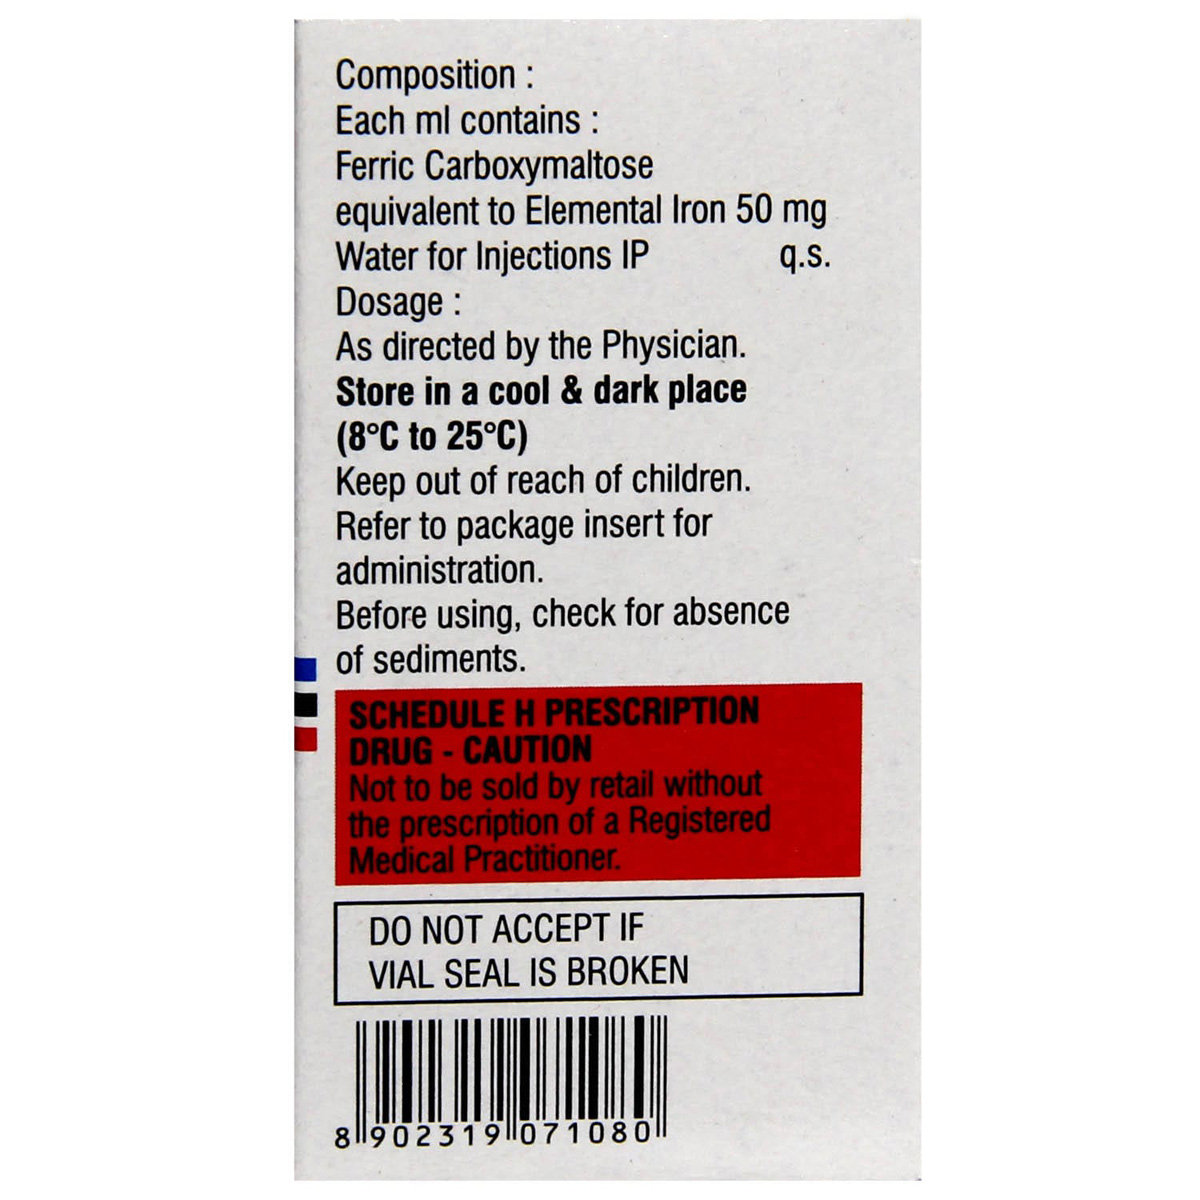 Composition :
Each ml contains :
Ferric Carboxymaltose
equivalent to Elemental Iron 50 mg
Water for Injections IP q.s.
Dosage :
As directed by the Physician.
Store in a cool & dark place
(8°C to 25°C)
Keep out of reach of children.
Refer to package insert for
administration.
Before using, check for absence
of sediments.
SCHEDULE H PRESCRIPTION
DRUG - CAUTION
Not to be sold by retail without
the prescription of a Registered
Medical Practitioner.
DO NOT ACCEPT IF
VIAL SEAL IS BROKEN
8 902319 071080